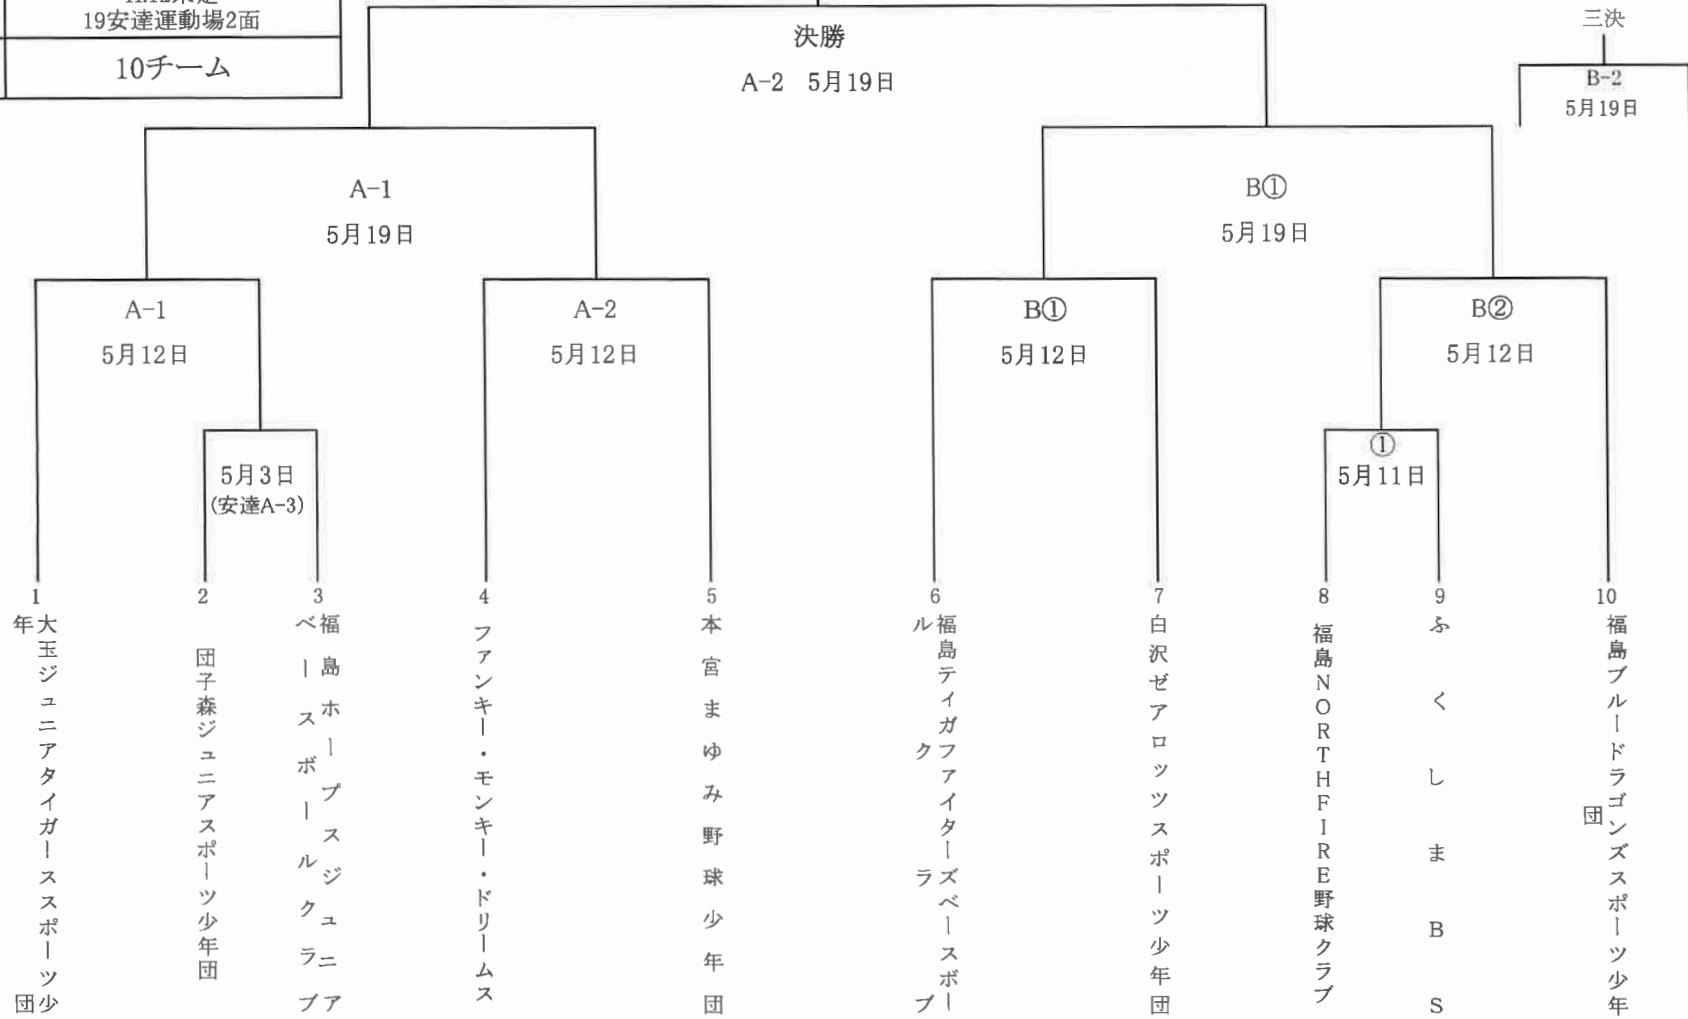 19安達運動場2面
10チーム
決勝
A-2 5月19日
三決
B-2
5月19日
A-1
5月19日
B①
5月19日
A-1
5月12日
A-2
5月12日
B①
5月12日
B②
5月12日
5月3日
(安達A-3)
①
5月11日
1
大玉ジュニアタイガーススポーツ少
年団
2
団子森ジュニアスポーツ少年団
3
福島ホープスジュニア
ベースボールクラブ
4
ファンキー・モンキー・ドリームス
5
本宮まゆみ野球少年団
6
福島ティガファイターズベースボー
ルクラブ
7
白沢ゼアロッツスポーツ少年団
8
福島NORTHFIRE野球クラブ
9
ふくしまBS
10
福島ブルードラゴンズスポーツ少年
団